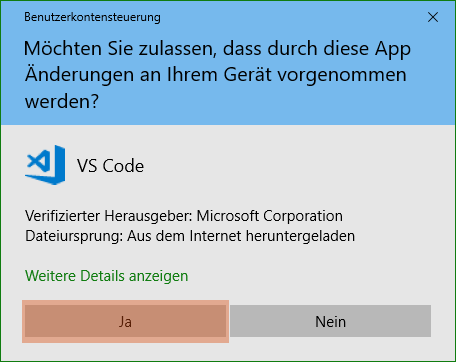 Benutzerkontensteuerung
Möchten Sie zulassen, dass durch diese App
Änderungen an Ihrem Gerät vorgenommen
werden?
VS Code
Verifizierter Herausgeber: Microsoft Corporation
Dateiursprung: Aus dem Internet heruntergeladen
Weitere Details anzeigen
Ja
Nein